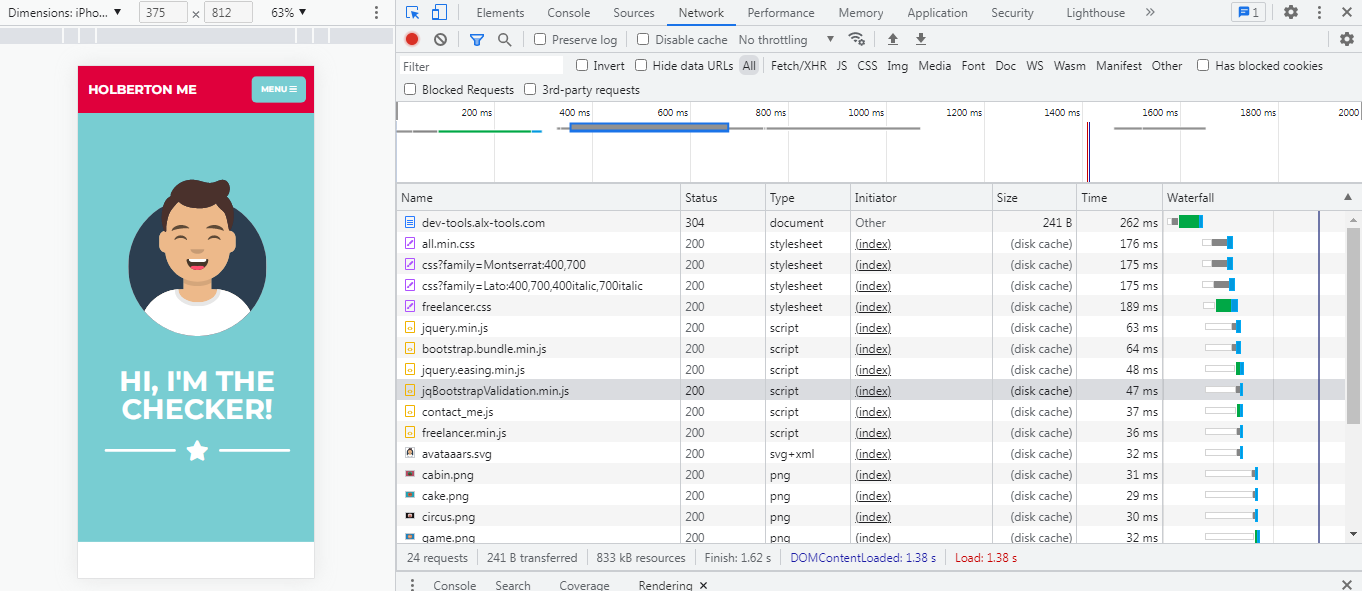 Dimensions: iPho... ▼ 375 × 812 63% ▼
HOLBERTON ME
MENU
HI, I'M THE
CHECKER!
Elements Console Sources Network Performance Memory Application Security Lighthouse » 1
Preserve log Disable cache No throttling ▼
Filter Invert Hide data URLs All Fetch/XHR JS CSS Img Media Font Doc WS Wasm Manifest Other Has blocked cookies
Blocked Requests 3rd-party requests
200 ms 400 ms 600 ms 800 ms 1000 ms 1200 ms 1400 ms 1600 ms 1800 ms 2000
Name Status Type Initiator Size Time Waterfall
dev-tools.alx-tools.com 304 document Other 241 B 262 ms
all.min.css 200 stylesheet (index) (disk cache) 176 ms
css?family=Montserrat:400,700 200 stylesheet (index) (disk cache) 175 ms
css?family=Lato:400,700,400italic,700italic 200 stylesheet (index) (disk cache) 175 ms
freelancer.css 200 stylesheet (index) (disk cache) 189 ms
jquery.min.js 200 script (index) (disk cache) 63 ms
bootstrap.bundle.min.js 200 script (index) (disk cache) 64 ms
jquery.easing.min.js 200 script (index) (disk cache) 48 ms
jqBootstrapValidation.min.js 200 script (index) (disk cache) 47 ms
contact_me.js 200 script (index) (disk cache) 37 ms
freelancer.min.js 200 script (index) (disk cache) 36 ms
avataaars.svg 200 svg+xml (index) (disk cache) 32 ms
cabin.png 200 png (index) (disk cache) 31 ms
cake.png 200 png (index) (disk cache) 29 ms
circus.png 200 png (index) (disk cache) 30 ms
game.png 200 png (index) (disk cache) 32 ms
24 requests 241 B transferred 833 kB resources Finish: 1.62 s DOMContentLoaded: 1.38 s Load: 1.38 s
Console Search Coverage Rendering